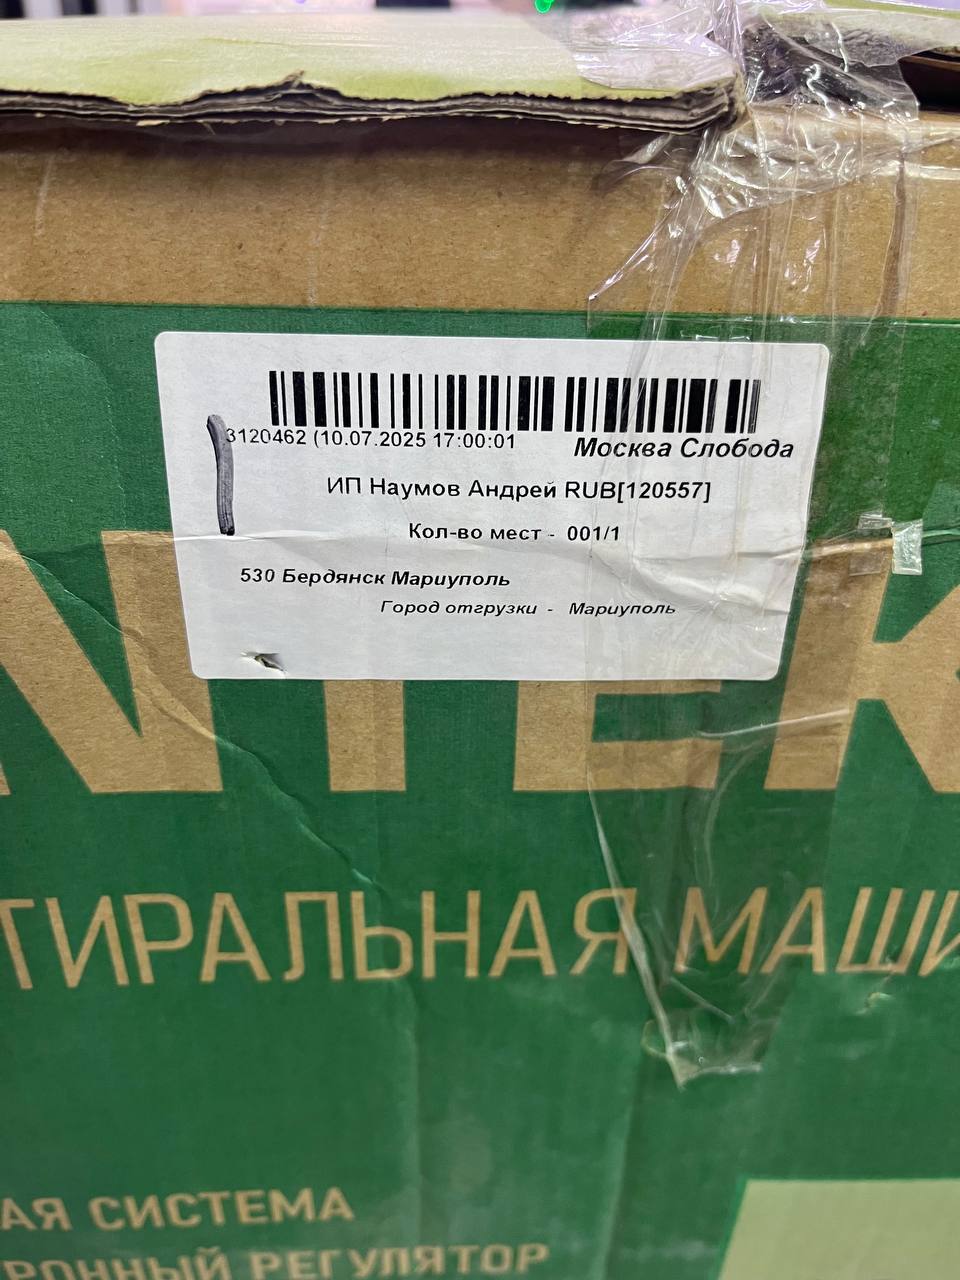 3120462 (10.07.2025 17:00:01
Москва Слобода
ИП Наумов Андрей RUB[120557]
Кол-во мест - 001/1
530 Бердянск Мариуполь
Город отгрузки - Мариуполь
NTEK
ТИРАЛЬНАЯ МАШИ
АЯ СИСТЕМА
РОННЫЙ РЕГУЛЯТОР